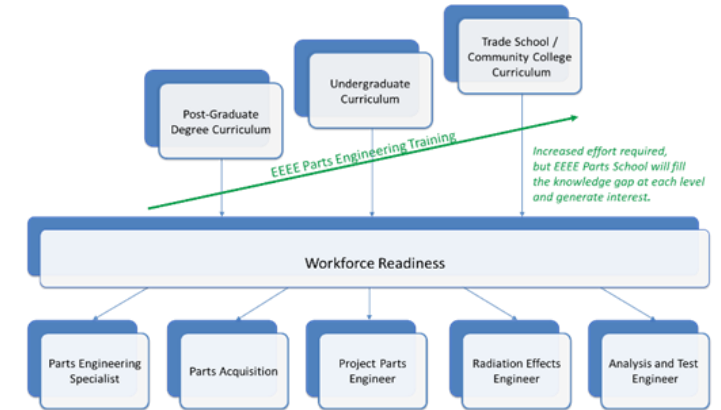 Trade School /
Community College
Curriculum
Undergraduate
Curriculum
Post-Graduate
Degree Curriculum
EEEE Parts Engineering Training
Increased effort required,
but EEEE Parts School will fill
the knowledge gap at each level
and generate interest.
Workforce Readiness
Parts Engineering
Specialist
Parts Acquisition
Project Parts
Engineer
Radiation Effects
Engineer
Analysis and Test
Engineer